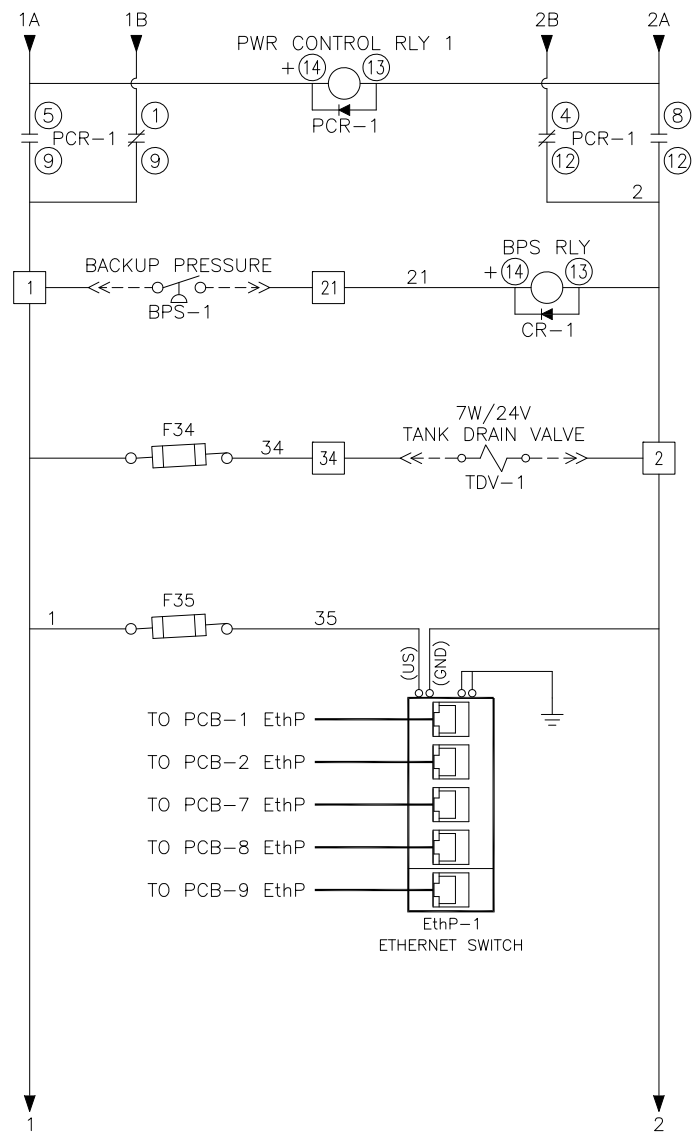 1A 1B 2B 2A
PWR CONTROL RLY 1
+ 14 13
PCR-1
5 1 4 8
PCR-1 PCR-1
9 9 12 12
2
BACKUP PRESSURE
BPS RLY
+ 14 13
1 21 21
BPS-1
CR-1
7W/24V
F34
TANK DRAIN VALVE
34 34 2
TDV-1
F35
1 35
(US) (GND)
TO PCB-1 EthP
TO PCB-2 EthP
TO PCB-7 EthP
TO PCB-8 EthP
TO PCB-9 EthP
EthP-1
ETHERNET SWITCH
1 2